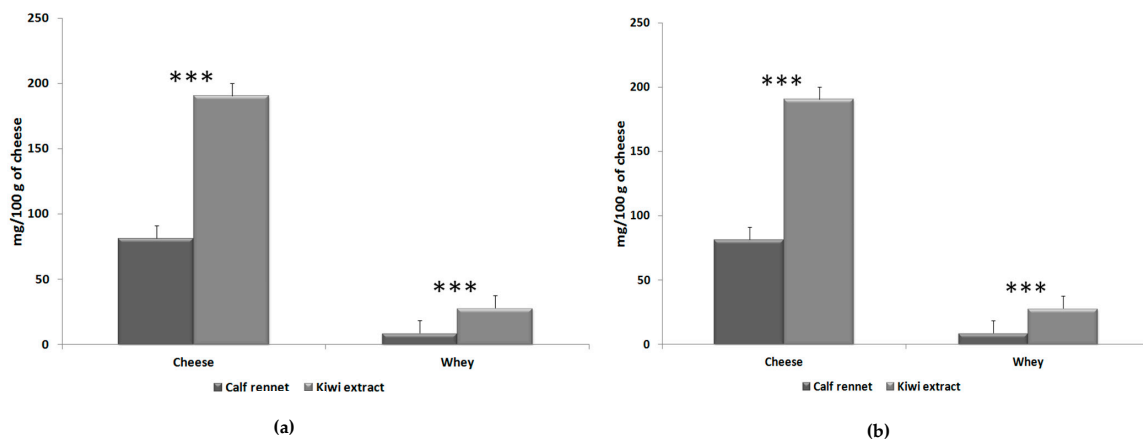 250
200
150
100
50
0
mg/100 g of cheese
***
***
Cheese
Whey
Calf rennet
Kiwi extract
(a)
250
200
150
100
50
0
mg/100 g of cheese
***
***
Cheese
Whey
Calf rennet
Kiwi extract
(b)